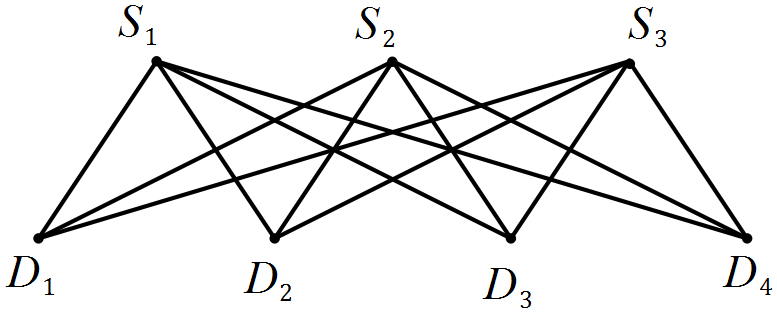 S₁ S₂ S₃
D₁ D₂ D₃ D₄